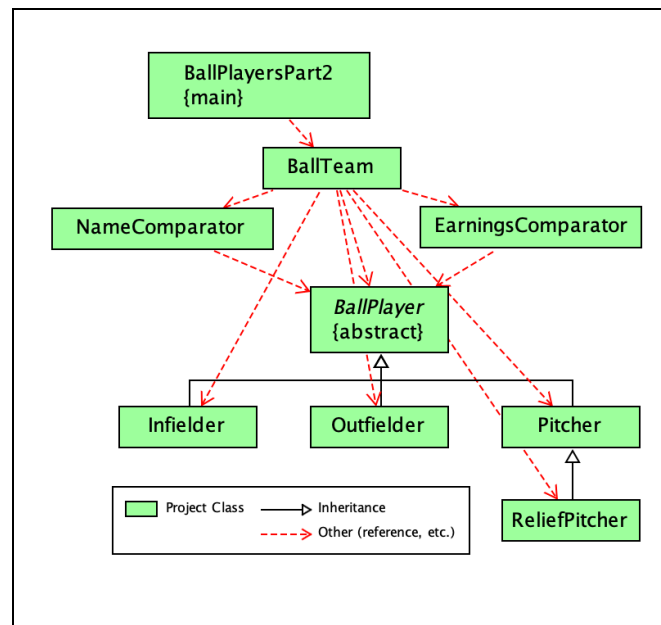 BallPlayersPart2
{main}
BallTeam
NameComparator
EarningsComparator
BallPlayer
{abstract}
Infielder
Outfielder
Pitcher
ReliefPitcher
Project Class
Inheritance
Other (reference, etc.)